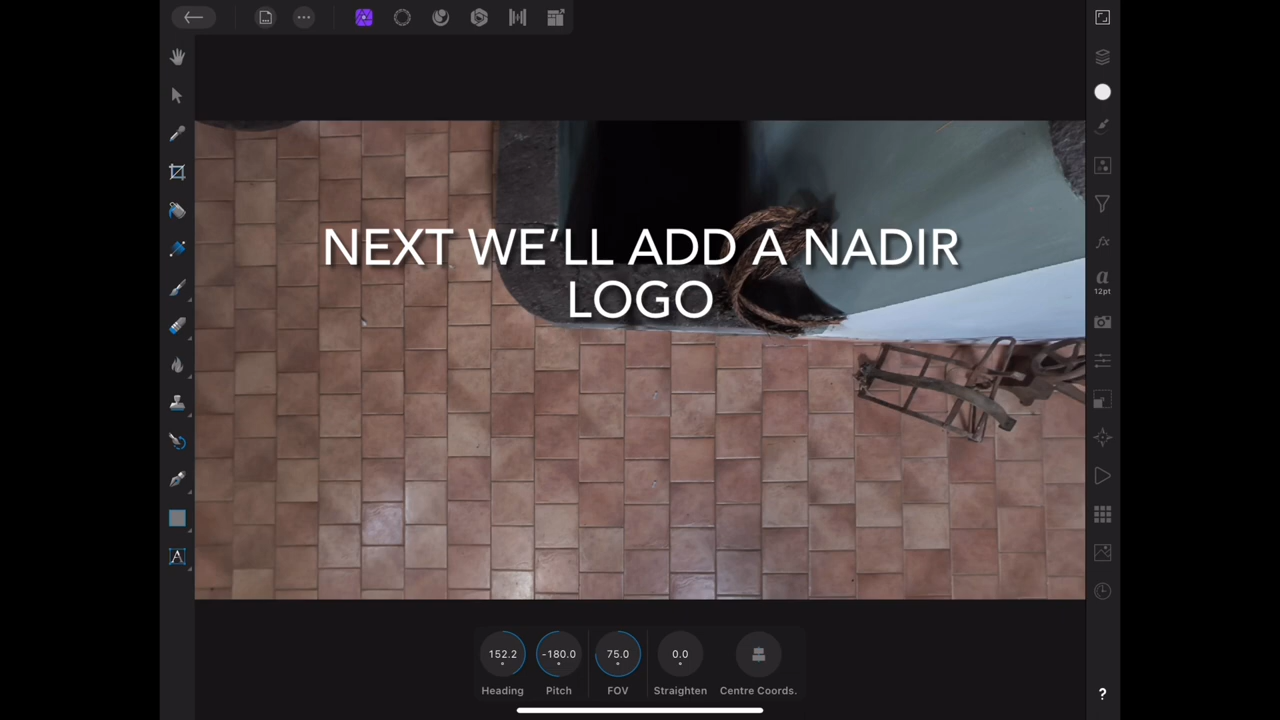 NEXT WE’LL ADD A NADIR
LOGO
12pt
152.2
-180.0
75.0
0.0
Heading
Pitch
FOV
Straighten
Centre Coords.
?